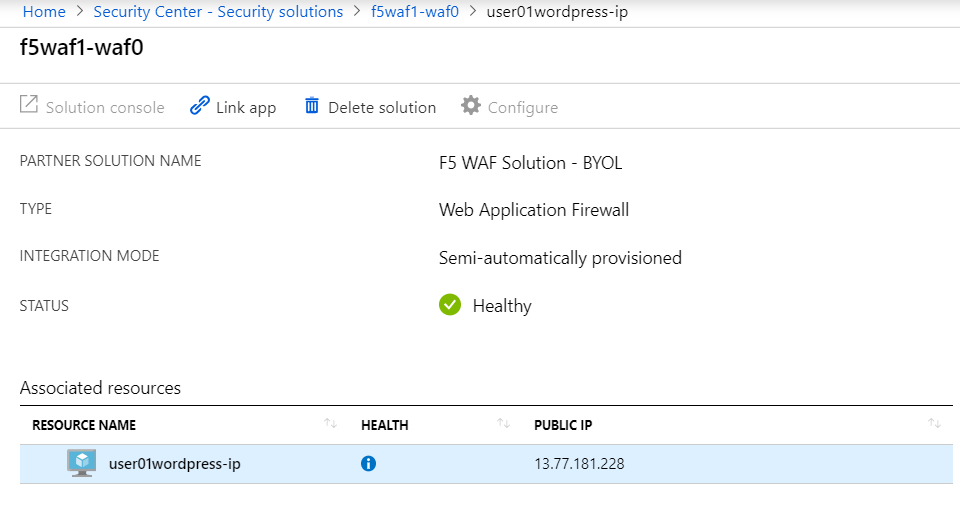 Home > Security Center - Security solutions > f5waf1-waf0 > user01wordpress-ip
f5waf1-waf0
Solution console Link app Delete solution Configure
PARTNER SOLUTION NAME F5 WAF Solution - BYOL
TYPE Web Application Firewall
INTEGRATION MODE Semi-automatically provisioned
STATUS Healthy
Associated resources
RESOURCE NAME HEALTH PUBLIC IP
user01wordpress-ip 13.77.181.228